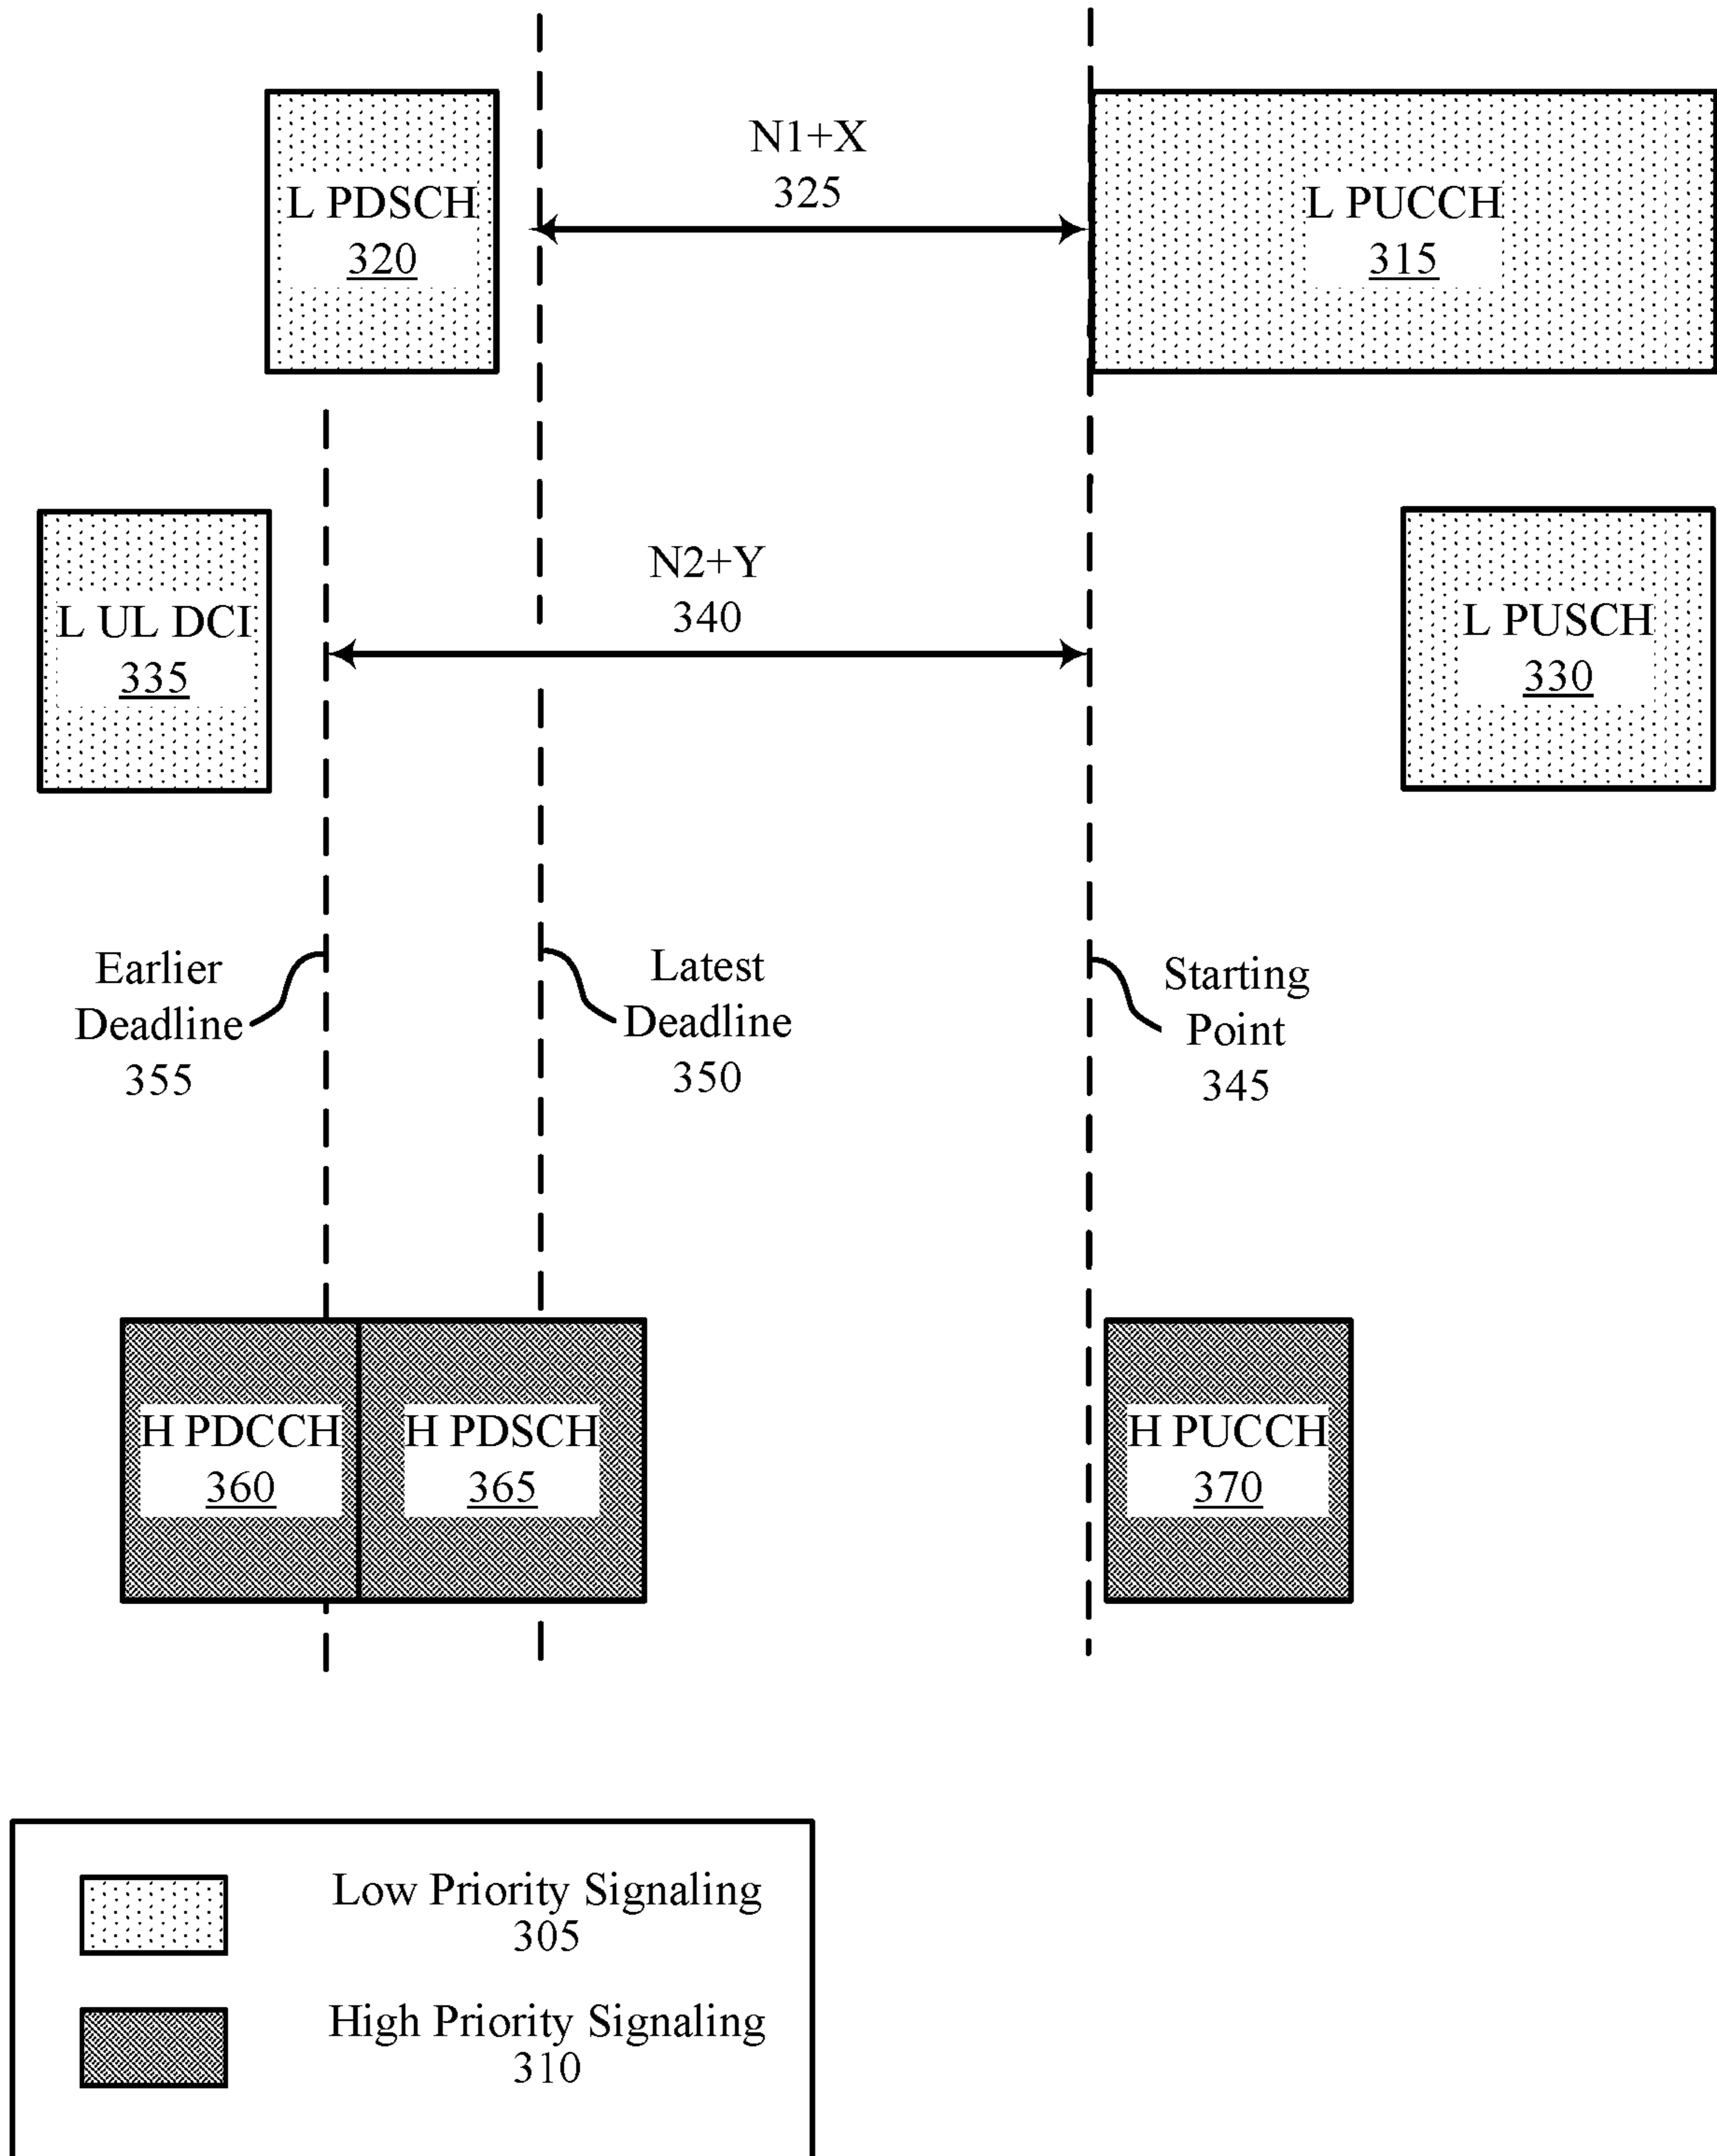 N1+X
325
L PDSCH
320
L PUCCH
315
N2+Y
340
L UL DCI
335
L PUSCH
330
Earlier
Deadline
355
Latest
Deadline
350
Starting
Point
345
H PDCCH
360
H PDSCH
365
H PUCCH
370
Low Priority Signaling
305
High Priority Signaling
310